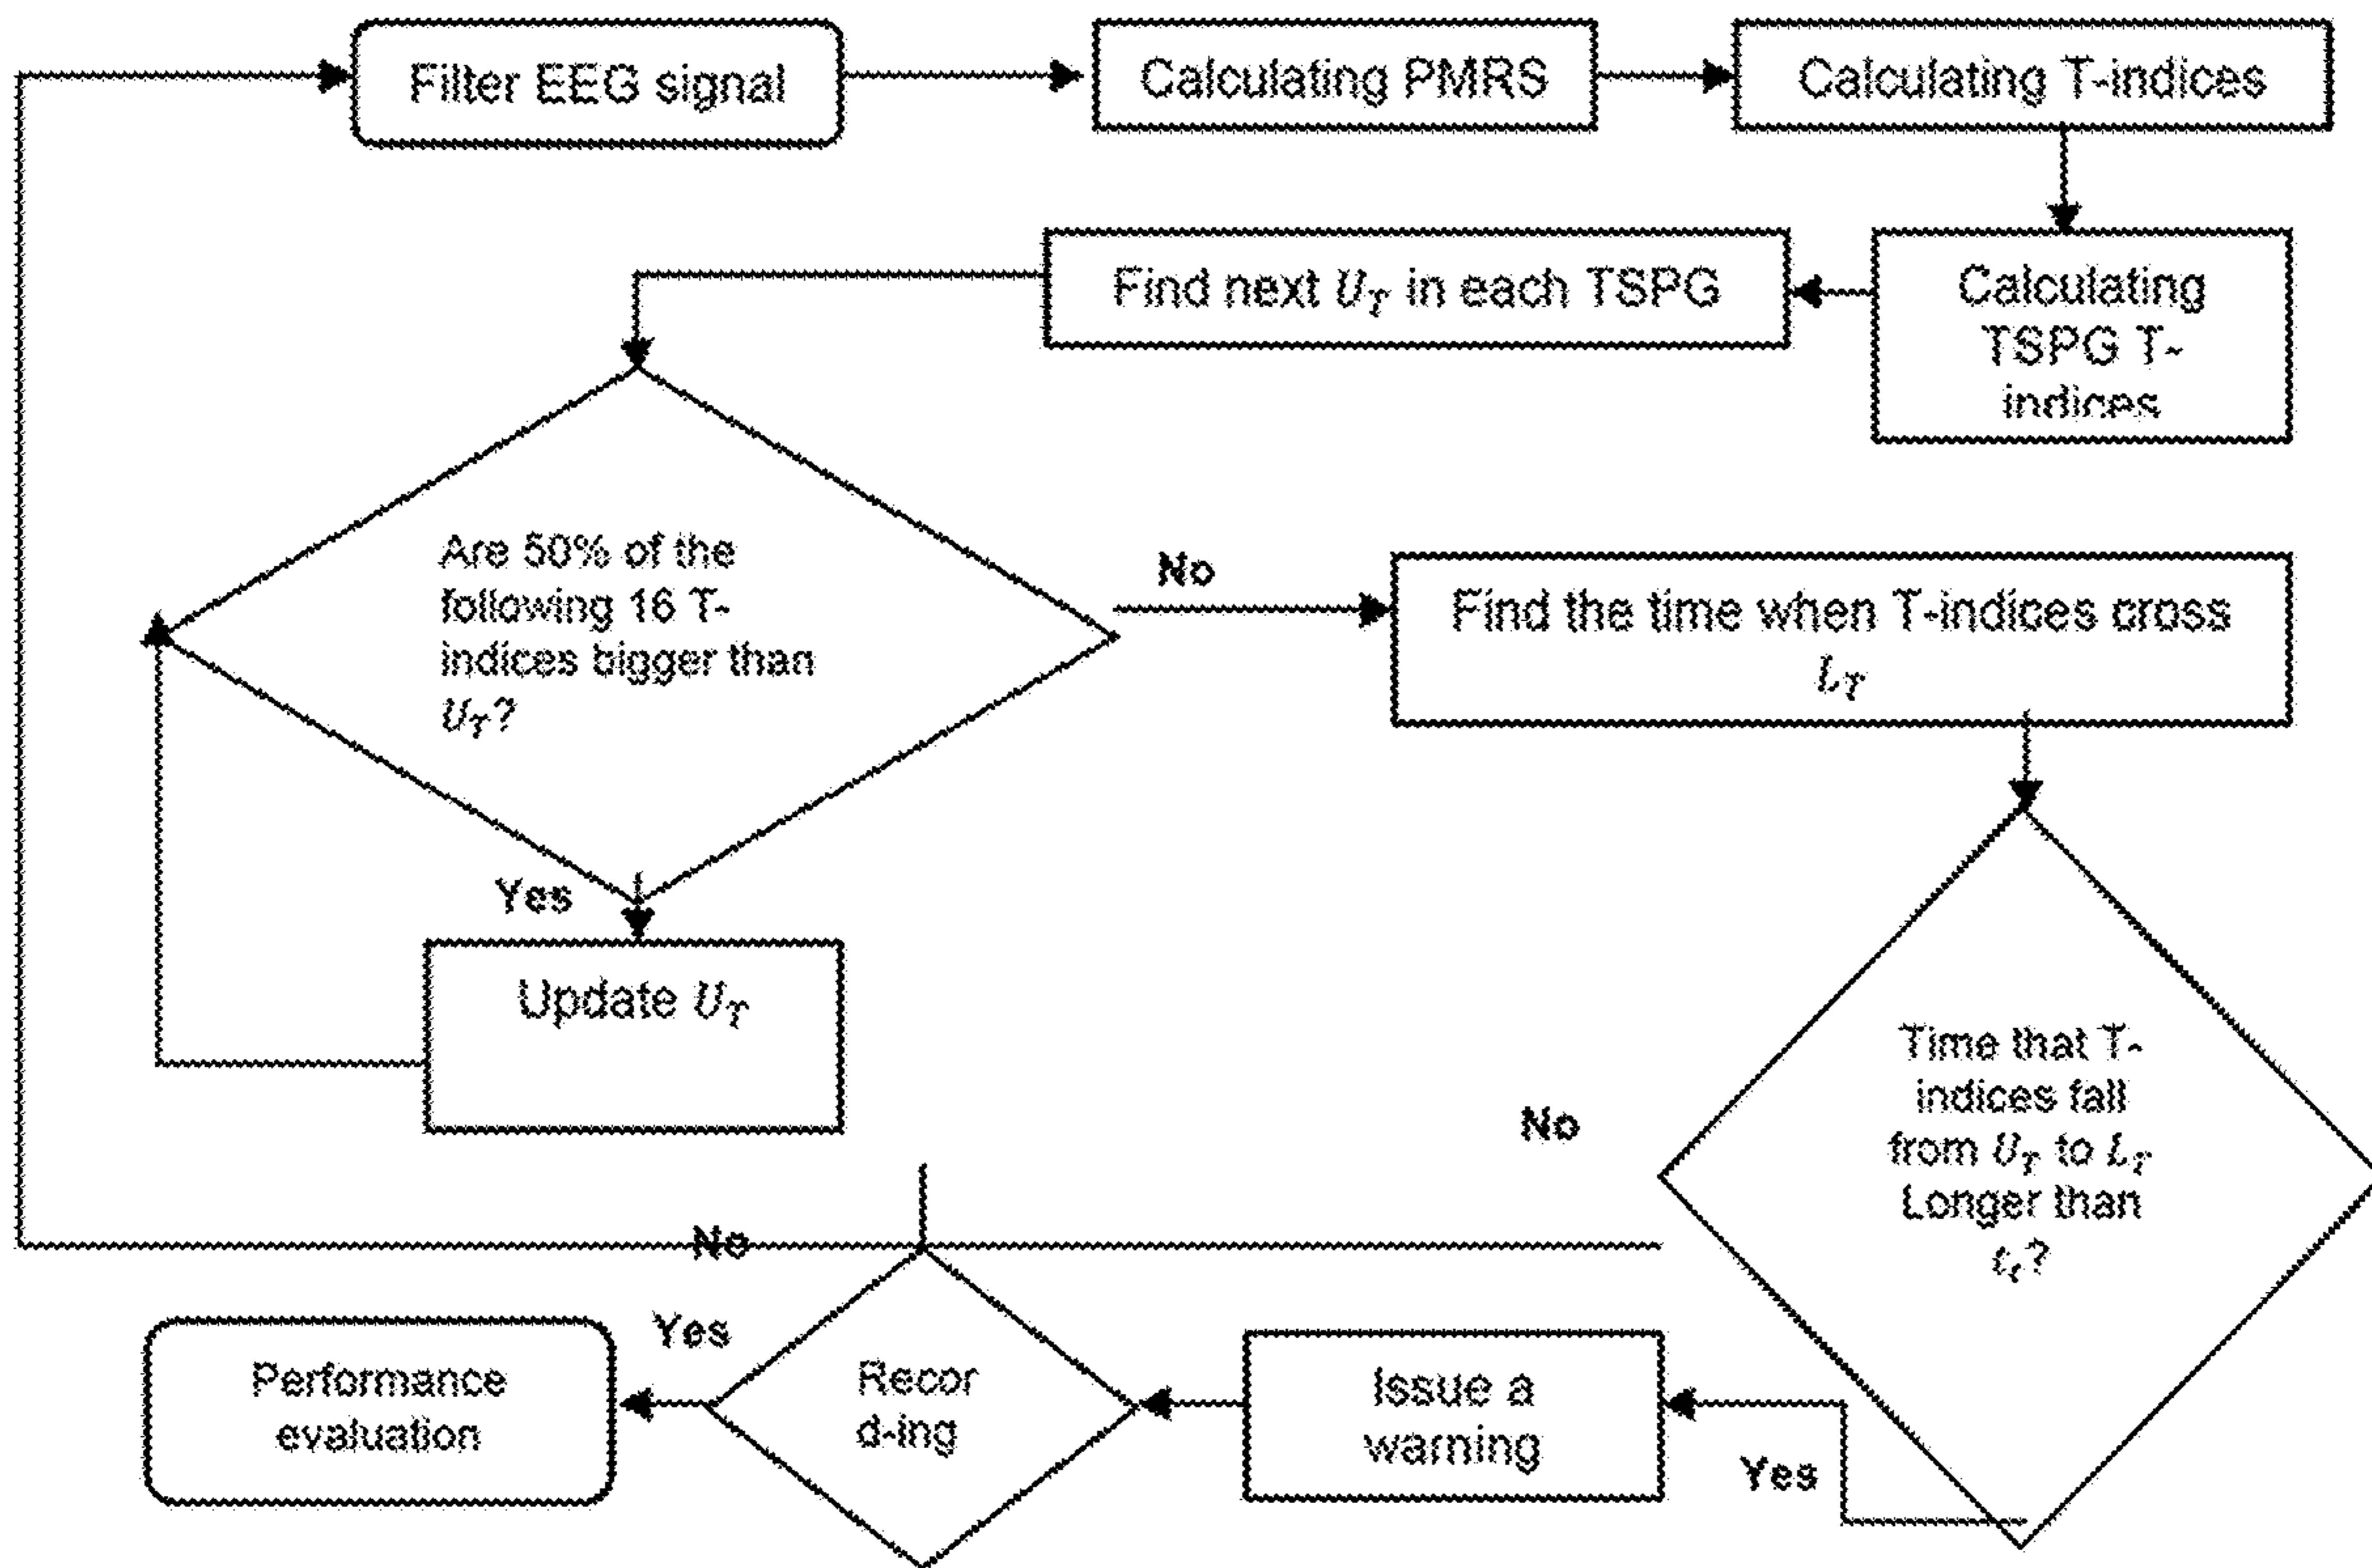 Filter EEG signal
Calculating PMRS
Calculating T-indices
Calculating
TSPG T-
indices
Find next U_T in each TSPG
Are 50% of the
following 16 T-
indices bigger than
U_T?
No
Find the time when T-indices cross
L_T
Yes
Update U_T
Time that T-
indices fall
from U_T to L_T
Longer than
t_t?
No
No
Yes
Issue a
warning
Recor
d-ing
Yes
Performance
evaluation